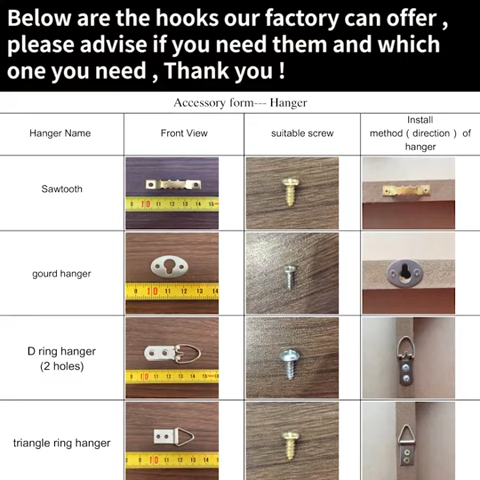 Below are the hooks our factory can offer ,
please advise if you need them and which
one you need , Thank you !
Accessory form--- Hanger
Hanger Name
Front View
suitable screw
Install
method ( direction ) of
hanger
Sawtooth
gourd hanger
D ring hanger
(2 holes)
triangle ring hanger